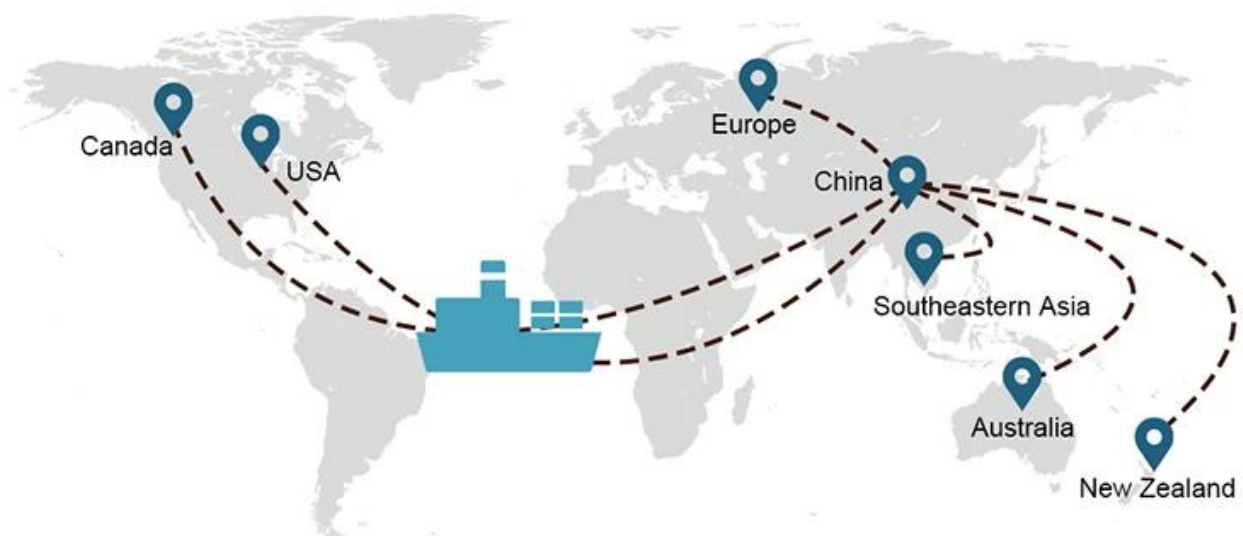 Canada
USA
Europe
China
Southeastern Asia
Australia
New Zealand